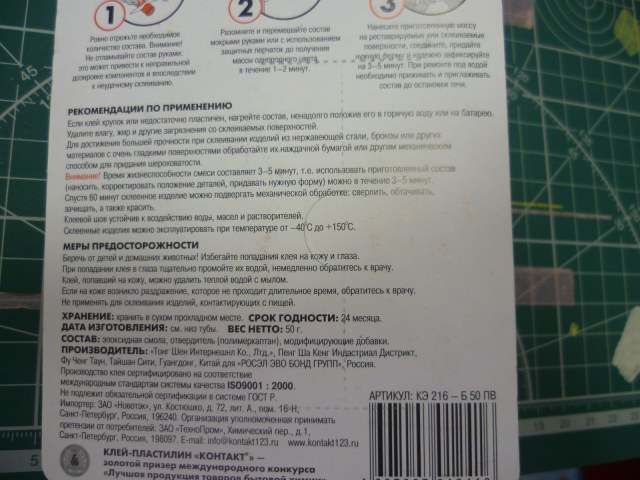 1
2
3
Ровно отрежьте необходимое
количество состава. Внимание!
Не отламывайте состав руками:
это может привести к неправильной
дозировке компонентов и впоследствии
к неудачному склеиванию.
Разомните и перемешайте состав
мокрыми руками или с использованием
защитных перчаток до получения
массы однородного цвета
в течение 1–2 минут.
Нанесите приготовленную массу
на реставрируемые или склеиваемые
поверхности, соедините, придайте
и надежно зафиксируйте
на 3–5 минут. При ремонте под водой
необходимо прижимать и приглаживать
состав до остановки течи.
РЕКОМЕНДАЦИИ ПО ПРИМЕНЕНИЮ
Если клей хрупок или недостаточно пластичен, нагрейте состав, ненадолго положив его в горячую воду или на батарею.
Удалите влагу, жир и другие загрязнения со склеиваемых поверхностей.
Для достижения большей прочности при склеивании изделий из нержавеющей стали, бронзы или других
материалов с очень гладкими поверхностями обработайте их наждачной бумагой или другим механическим
способом для придания шероховатости.
Внимание! Время жизнеспособности смеси составляет 3–5 минут, т.е. использовать приготовленный состав
(наносить, корректировать положение деталей, придавать нужную форму) можно в течение 3–5 минут.
Спустя 60 минут склеенное изделие можно подвергать механической обработке: сверлить, обтачивать,
зачищать, а также красить.
Клеевой шов устойчив к воздействию воды, масел и растворителей.
Склеенные изделия можно эксплуатировать при температуре от –40°С до +150°С.
МЕРЫ ПРЕДОСТОРОЖНОСТИ
Беречь от детей и домашних животных! Избегайте попадания клея на кожу и глаза.
При попадании клея в глаза тщательно промойте их водой, немедленно обратитесь к врачу.
Клей, попавший на кожу, можно удалить теплой водой с мылом.
Если на коже возникло раздражение, которое не проходит длительное время, обратитесь к врачу.
Не применять для склеивания изделий, контактирующих с пищей.
ХРАНЕНИЕ: хранить в сухом прохладном месте. СРОК ГОДНОСТИ: 24 месяца.
ДАТА ИЗГОТОВЛЕНИЯ: см. низ тубы. ВЕС НЕТТО: 50 г.
СОСТАВ: эпоксидная смола, отвердитель (полимеркаптан), модифицирующие добавки.
ПРОИЗВОДИТЕЛЬ: «Тонг Шен Интернешнл Ко., Лтд.», Пенг Ша Кенг Индастриал Дистрикт,
Фу Ченг Таун, Тайшан Сити, Гуангдонг, Китай для «РОСЭЛ ЭВО БОНД ГРУПП», Россия.
Производство клея сертифицировано на соответствие
международным стандартам системы качества ISO9001 : 2000.
Не подлежит обязательной сертификации в системе ГОСТ Р.
Импортер: ЗАО «Новотэк», ул. Костюшко, д. 72, лит. А., пом. 16-Н,
Санкт-Петербург, Россия, 196240. Организация уполномоченная принимать
претензии от потребителей: ЗАО «ТехноПром», Химический пер., д.1,
Санкт-Петербург, Россия, 198097. E-mail: info@kontakt123.ru www.kontakt123.ru
АРТИКУЛ: КЭ 216 – Б 50 ПВ
КЛЕЙ-ПЛАСТИЛИН «КОНТАКТ» –
золотой призер международного конкурса
«Лучшая продукция товаров бытовой химии»